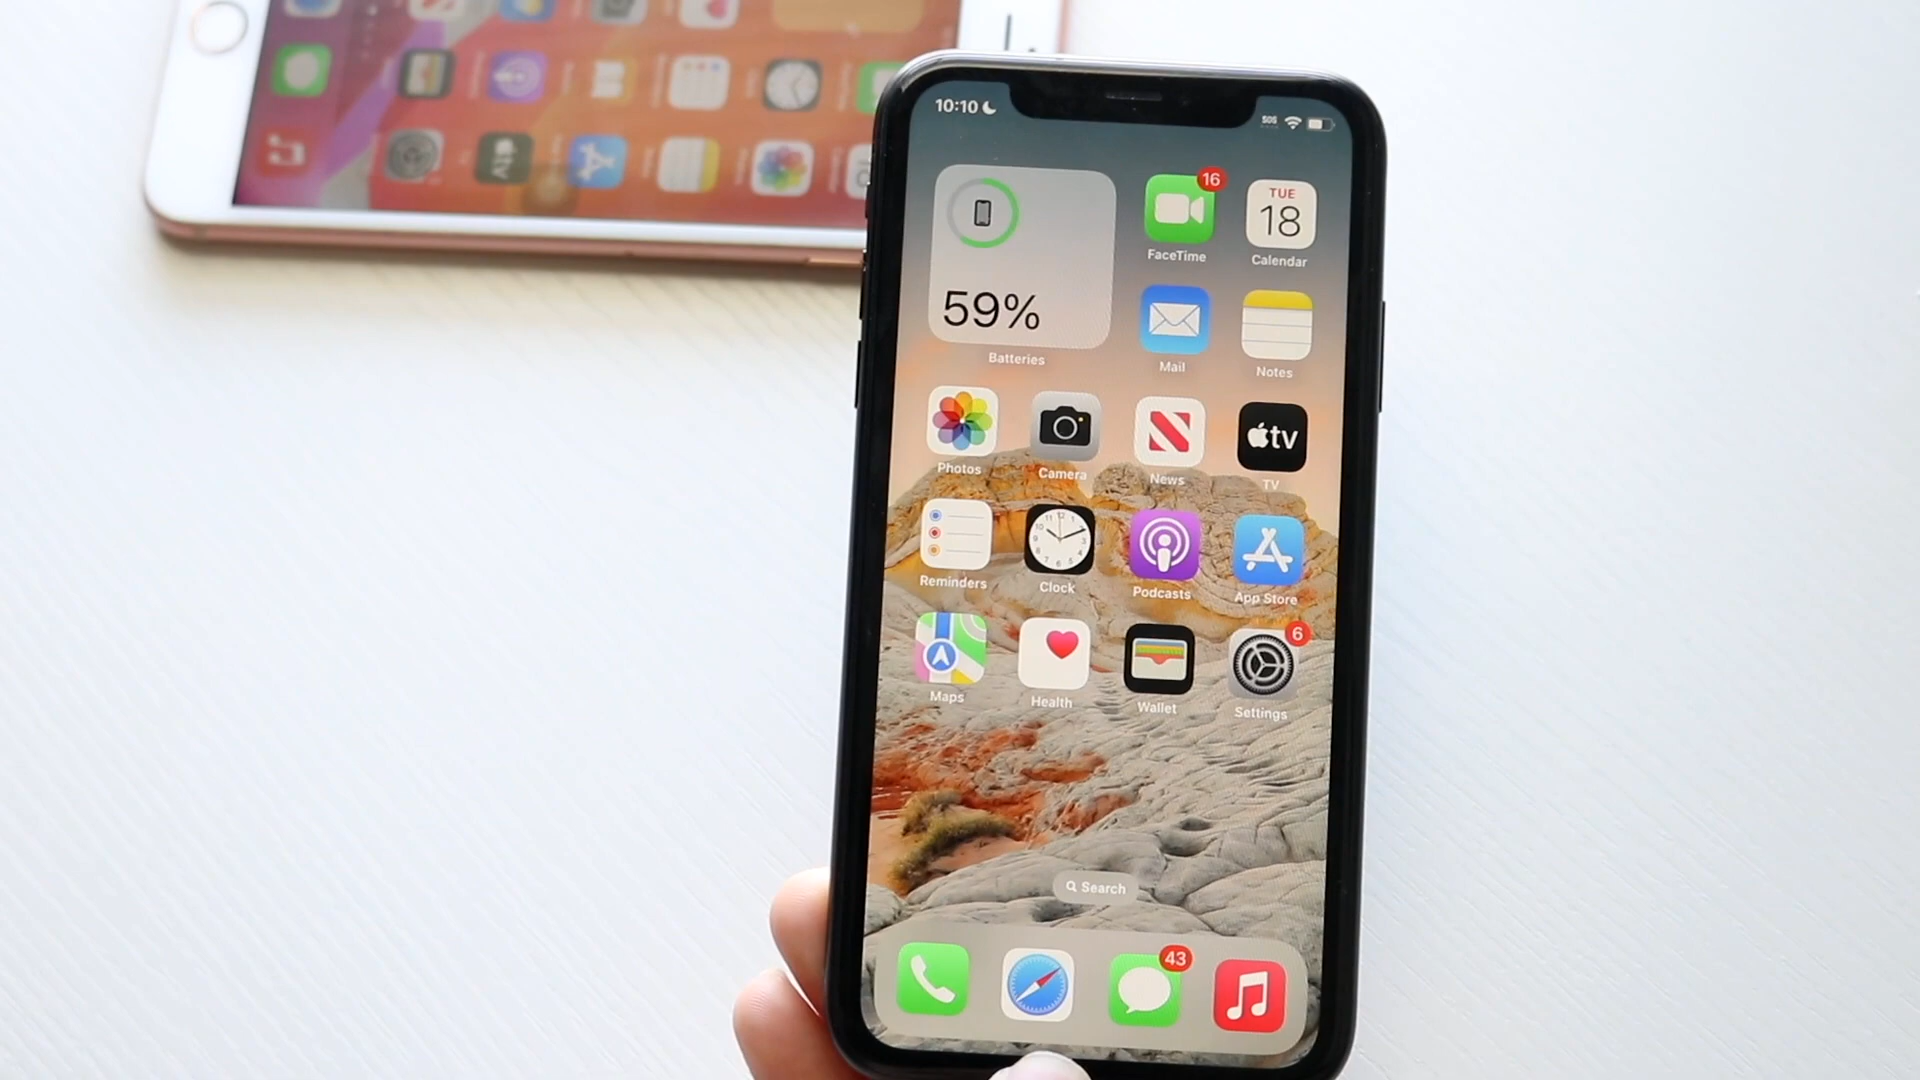 10:10
SOS
16
TUE
18
FaceTime
Calendar
59%
Batteries
Mail
Notes
tv
Photos
Camera
News
TV
Reminders
Clock
Podcasts
App Store
6
Maps
Health
Wallet
Settings
Search
43